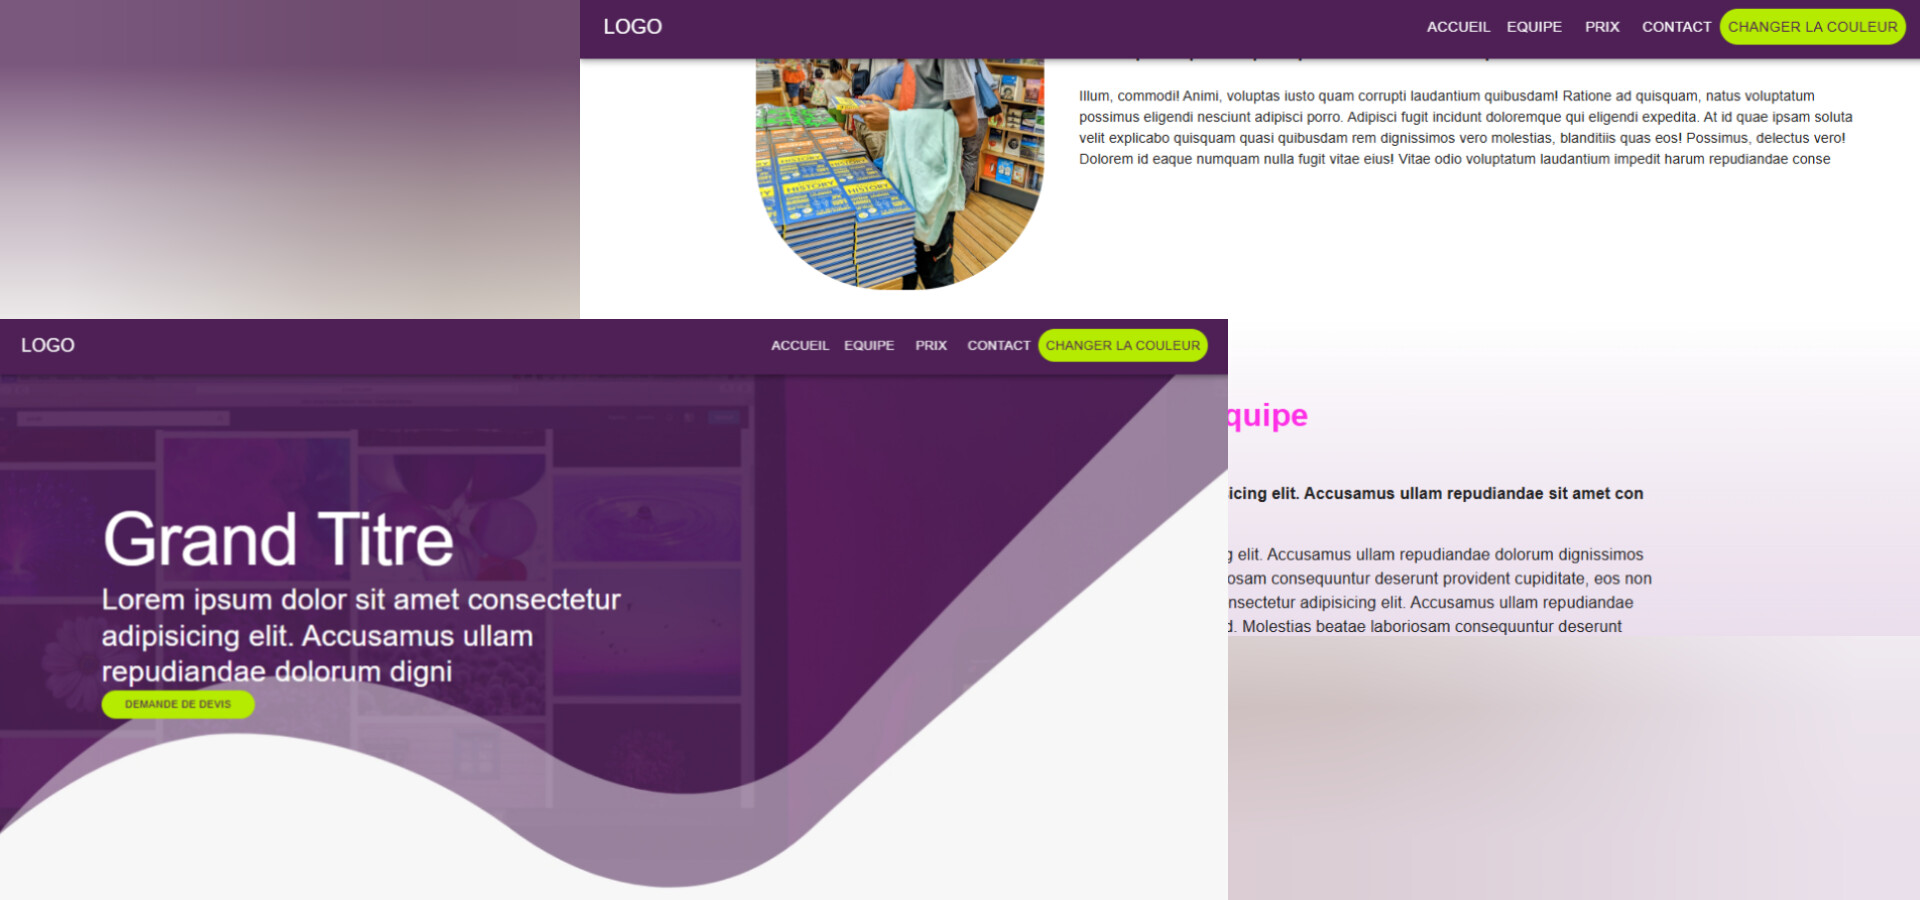 LOGO
ACCUEIL EQUIPE PRIX CONTACT CHANGER LA COULEUR
HISTORY
HISTORY
HISTORY
Illum, commodi! Animi, voluptas iusto quam corrupti laudantium quibusdam! Ratione ad quisquam, natus voluptatum
possimus eligendi nesciunt adipisci porro. Adipisci fugit incidunt doloremque qui eligendi expedita. At id quae ipsam soluta
velit explicabo quisquam quasi quibusdam rem dignissimos vero molestias, blanditiis quas eos! Possimus, delectus vero!
Dolorem id eaque numquam nulla fugit vitae eius! Vitae odio voluptatum laudantium impedit harum repudiandae conse
LOGO
ACCUEIL EQUIPE PRIX CONTACT CHANGER LA COULEUR
Grand Titre
Lorem ipsum dolor sit amet consectetur
adipisicing elit. Accusamus ullam
repudiandae dolorum digni
DEMANDE DE DEVIS
quipe
icing elit. Accusamus ullam repudiandae sit amet con
g elit. Accusamus ullam repudiandae dolorum dignissimos
osam consequuntur deserunt provident cupiditate, eos non
nsectetur adipisicing elit. Accusamus ullam repudiandae
d. Molestias beatae laboriosam consequuntur deserunt